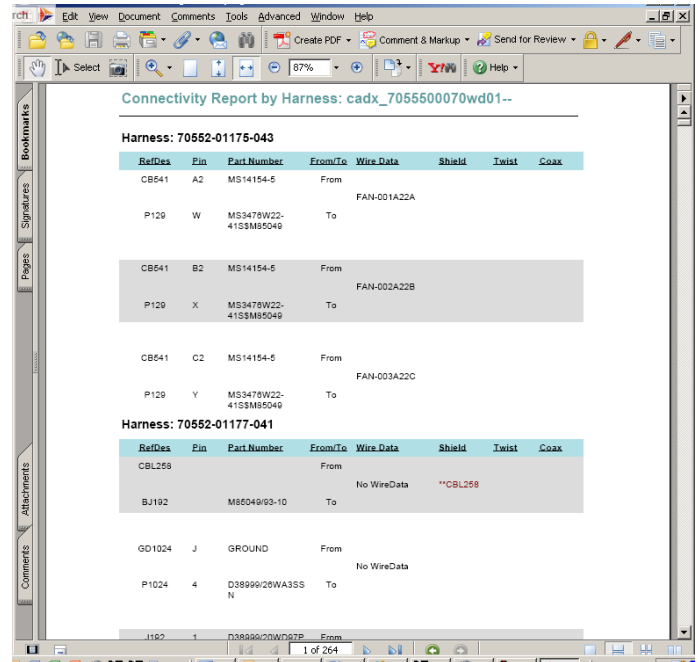 rch Edit View Document Comments Tools Advanced Window Help
Create PDF Comment & Markup Send for Review
Select 87% Y! Help
Bookmarks
Signatures
Pages
Attachments
Comments
Connectivity Report by Harness: cadx_7055500070wd01--
Harness: 70552-01175-043
RefDes Pin Part Number From/To Wire Data Shield Twist Coax
CB541 A2 MS14154-5 From
FAN-001A22A
P129 W MS3476W22- To
41S$M85049
CB541 B2 MS14154-5 From
FAN-002A22B
P129 X MS3476W22- To
41S$M85049
CB541 C2 MS14154-5 From
FAN-003A22C
P129 Y MS3476W22- To
41S$M85049
Harness: 70552-01177-041
RefDes Pin Part Number From/To Wire Data Shield Twist Coax
CBL258 From
No WireData **CBL258
BJ192 M85049/93-10 To
GD1024 J GROUND From
No WireData
P1024 4 D38999/26WA3SS To
N
J192 1 D38999/20WD97P From
1 of 264